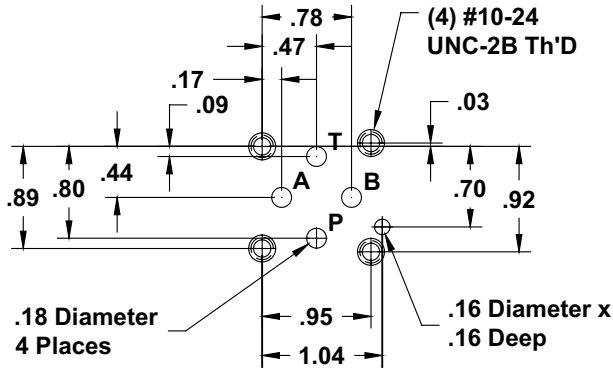 .78
(4) #10-24
UNC-2B Th'D
.47
.17
.09
.03
T
.44
A
B
.89
.80
.70
.92
P
.18 Diameter
4 Places
.95
.16 Diameter x
.16 Deep
1.04